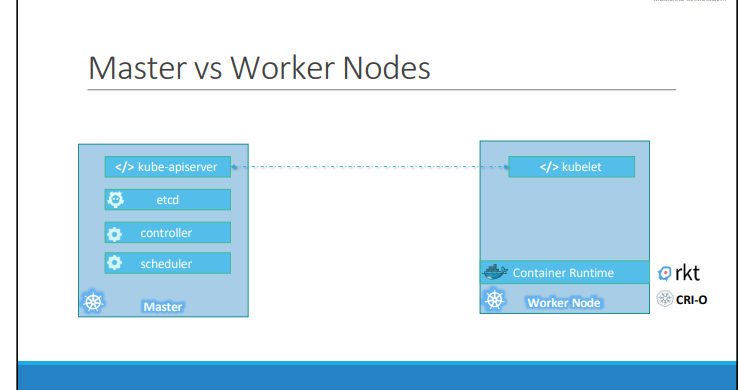 Master vs Worker Nodes
</> kube-apiserver
etcd
controller
scheduler
Master
</> kubelet
Container Runtime
Worker Node
rkt
CRI-O